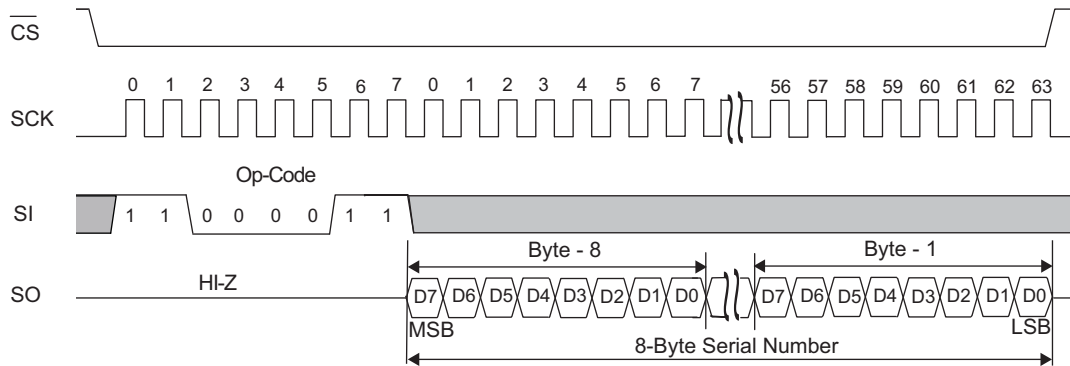 CS
0 1 2 3 4 5 6 7 0 1 2 3 4 5 6 7 56 57 58 59 60 61 62 63
SCK
Op-Code
SI
1 1 0 0 0 0 1 1
Byte - 8 Byte - 1
HI-Z
SO
D7 D6 D5 D4 D3 D2 D1 D0 D7 D6 D5 D4 D3 D2 D1 D0
MSB LSB
8-Byte Serial Number